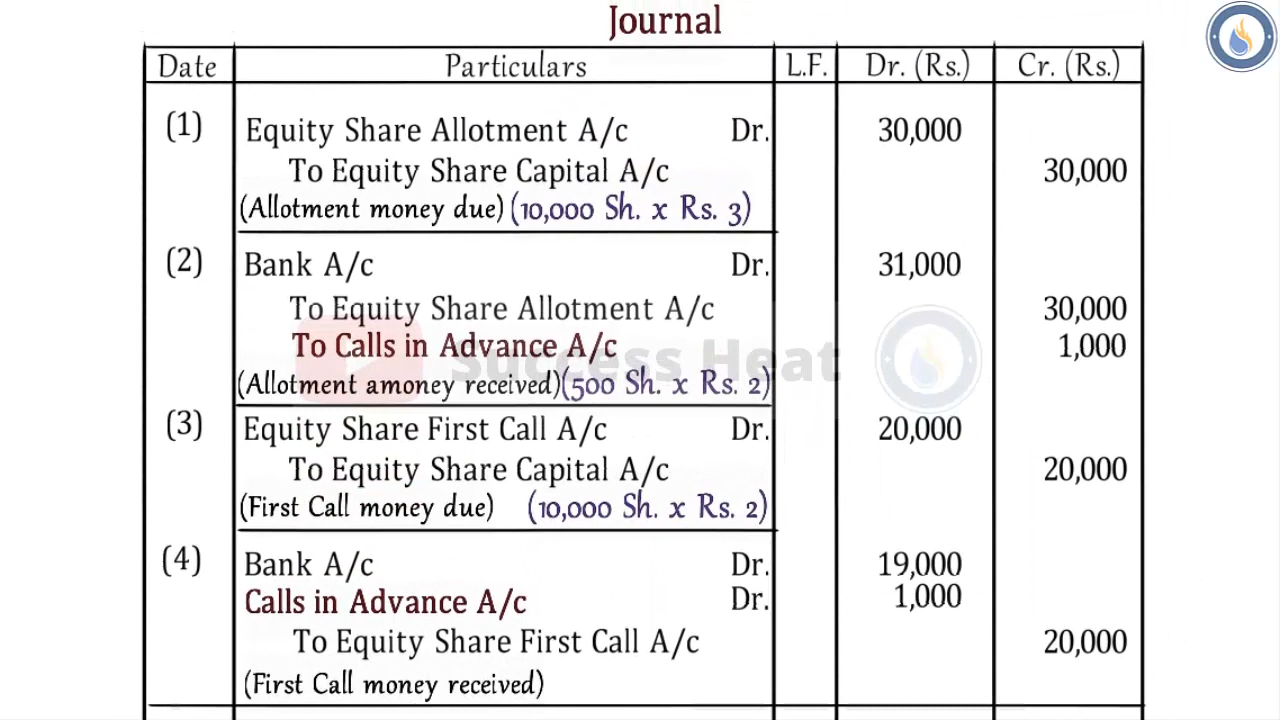 Journal
Date Particulars L.F. Dr. (Rs.) Cr. (Rs.)
(1) Equity Share Allotment A/c Dr. 30,000
To Equity Share Capital A/c 30,000
(Allotment money due) (10,000 Sh. x Rs. 3)
(2) Bank A/c Dr. 31,000
To Equity Share Allotment A/c 30,000
To Calls in Advance A/c 1,000
Success Heat
(Allotment amoney received)(500 Sh. x Rs. 2)
(3) Equity Share First Call A/c Dr. 20,000
To Equity Share Capital A/c 20,000
(First Call money due) (10,000 Sh. x Rs. 2)
(4) Bank A/c Dr. 19,000
Calls in Advance A/c Dr. 1,000
To Equity Share First Call A/c 20,000
(First Call money received)